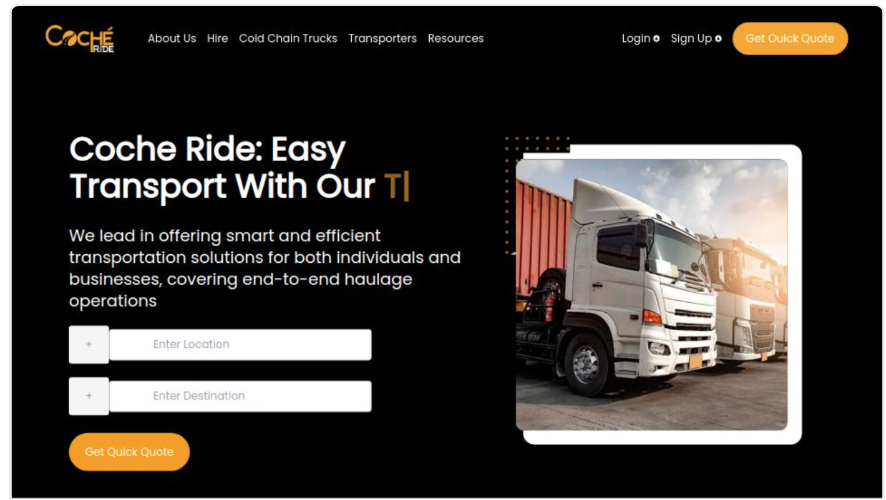 COCHÉ
RIDE
About Us Hire Cold Chain Trucks Transporters Resources
Login Sign Up Get Quick Quote
Coche Ride: Easy
Transport With Our T|
We lead in offering smart and efficient
transportation solutions for both individuals and
businesses, covering end-to-end haulage
operations
+ Enter Location
+ Enter Destination
Get Quick Quote